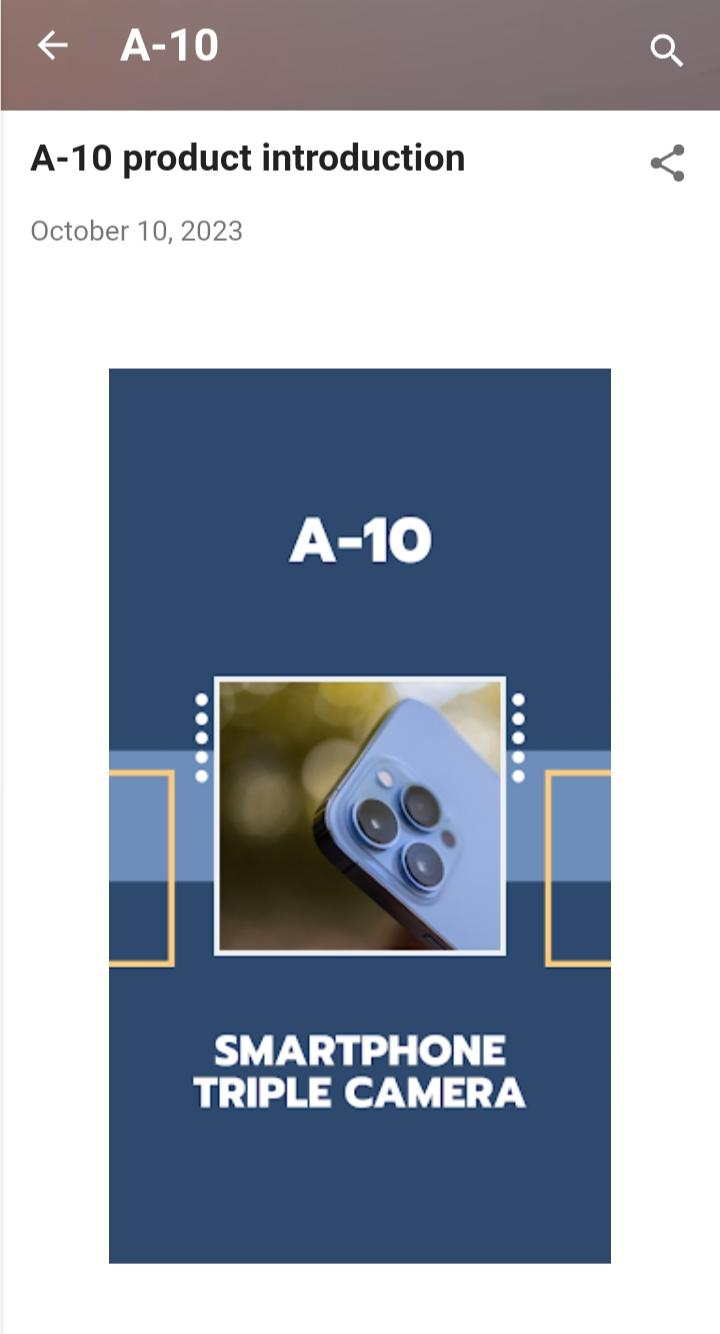 A-10
A-10 product introduction
October 10, 2023
A-10
SMARTPHONE
TRIPLE CAMERA